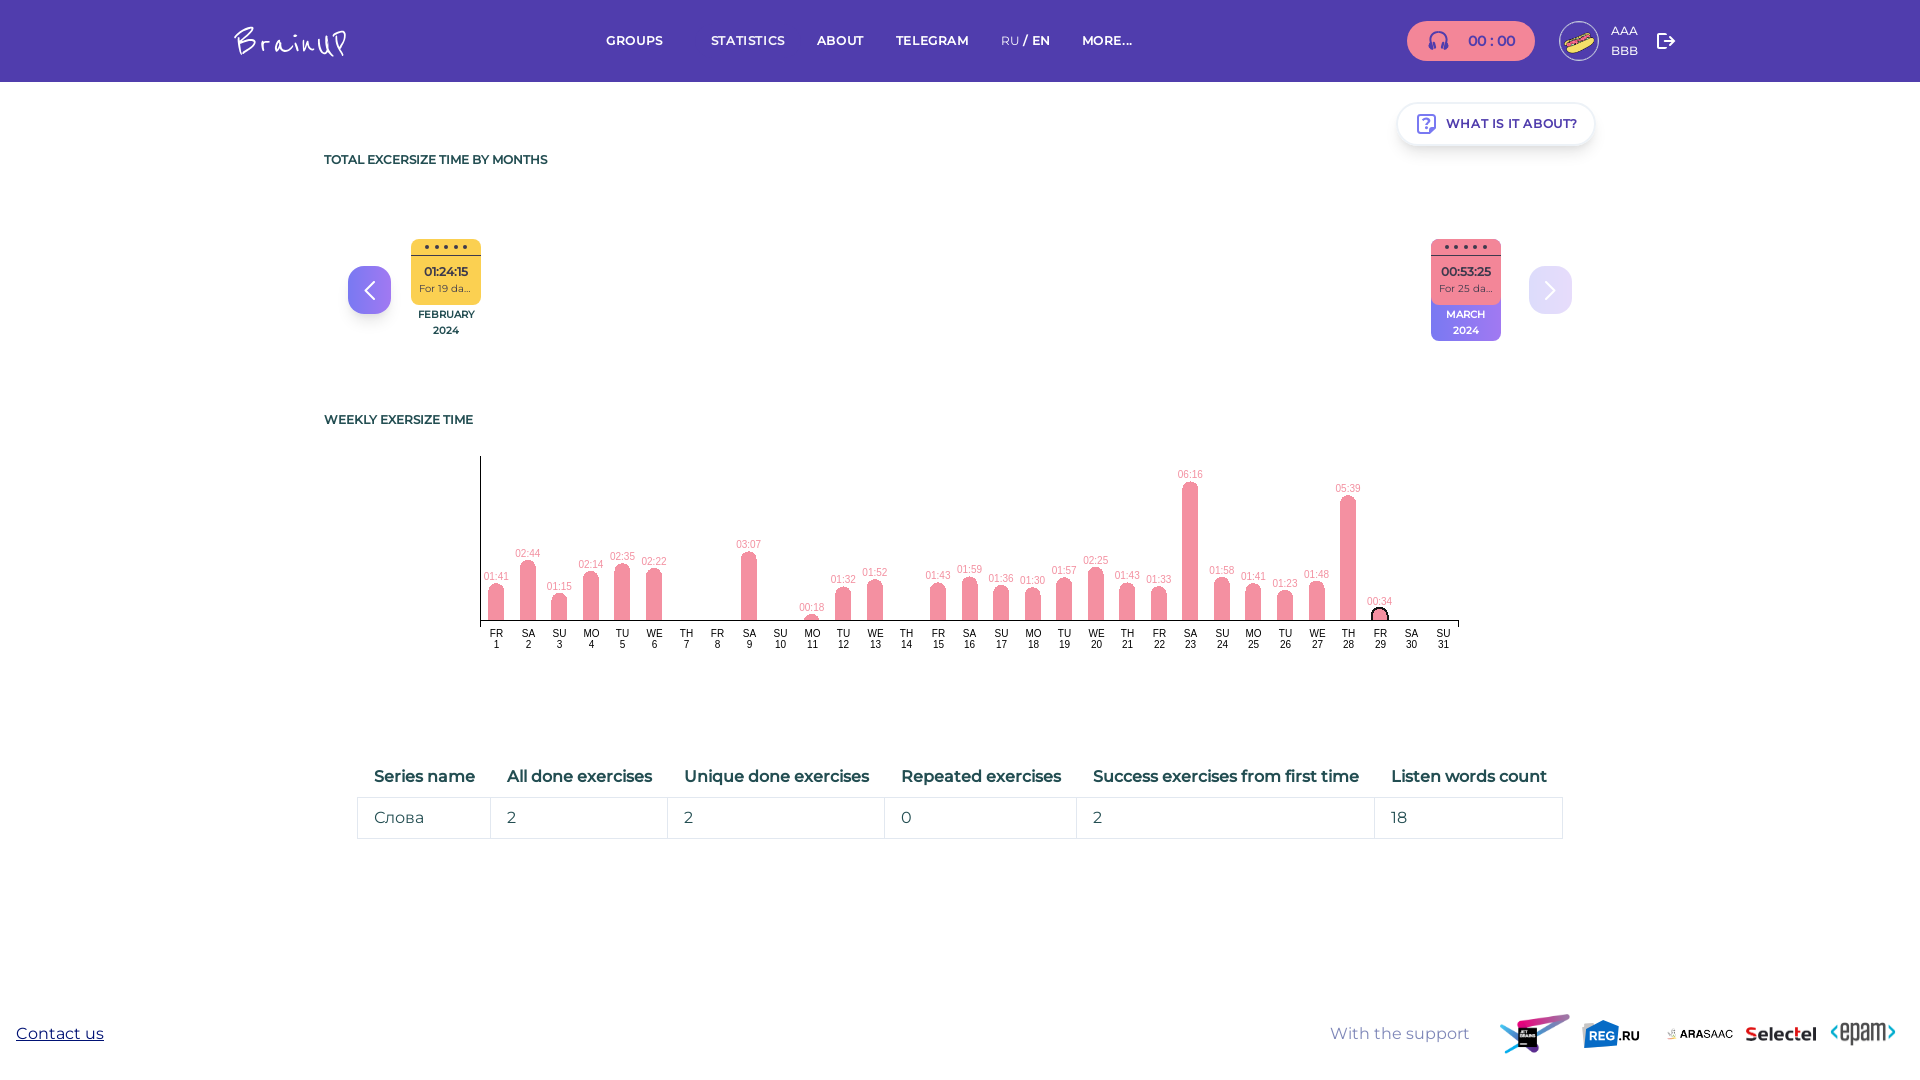 BrainUP
GROUPS STATISTICS ABOUT TELEGRAM RU / EN MORE...
00 : 00
AAA
BBB
WHAT IS IT ABOUT?
TOTAL EXCERSIZE TIME BY MONTHS
01:24:15
For 19 da...
FEBRUARY
2024
00:53:25
For 25 da...
MARCH
2024
WEEKLY EXERSIZE TIME
01:41 02:44 01:15 02:14 02:35 02:22 03:07 00:18 01:32 01:52 01:43 01:59 01:36 01:30 01:57 02:25 01:43 01:33 06:16 01:58 01:41 01:23 01:48 05:39 00:34
FR SA SU MO TU WE TH FR SA SU MO TU WE TH FR SA SU MO TU WE TH FR SA SU MO TU WE TH FR SA SU
1 2 3 4 5 6 7 8 9 10 11 12 13 14 15 16 17 18 19 20 21 22 23 24 25 26 27 28 29 30 31
Series name All done exercises Unique done exercises Repeated exercises Success exercises from first time Listen words count
Слова 2 2 0 2 18
Contact us
With the support
JET
BRAINS
REG.RU
ARASAAC
Selectel
<epam>